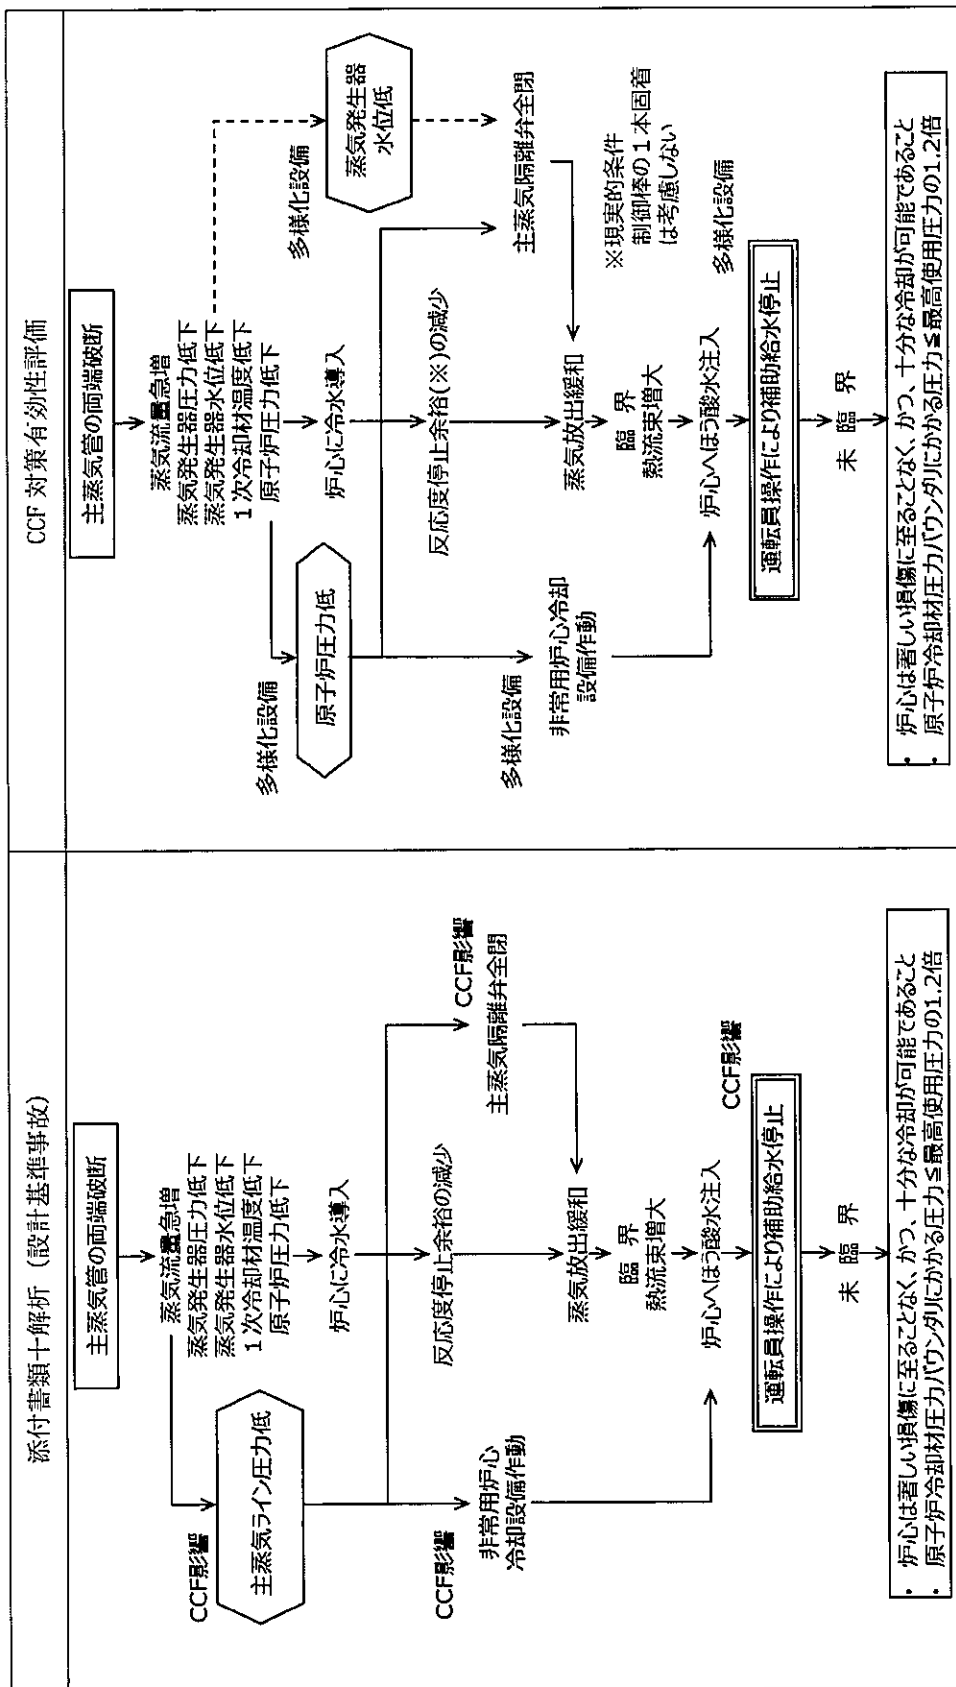 添付書類十解析（設計基準事故）
主蒸気管の両端破断
蒸気流量急増
蒸気発生器圧力低下
蒸気発生器水位低下
1次冷却材温度低下
原子炉圧力低下
CCF影響
主蒸気ライン圧力低
炉心に冷水導入
CCF影響
非常用炉心
冷却設備作動
反応度停止余裕の減少
CCF影響
主蒸気隔離弁全閉
蒸気放出緩和
臨 界
熱流束増大
炉心へほう酸水注入
CCF影響
運転員操作により補助給水停止
未 臨 界
・ 炉心は著しい損傷に至ることなく、かつ、十分な冷却が可能であること
・ 原子炉冷却材圧力バウンダリにかかる圧力≦最高使用圧力の1.2倍
CCF 対策有効性評価
主蒸気管の両端破断
蒸気流量急増
蒸気発生器圧力低下
蒸気発生器水位低下
1次冷却材温度低下
原子炉圧力低下
多様化設備
原子炉圧力低
多様化設備
蒸気発生器
水位低
炉心に冷水導入
反応度停止余裕(※)の減少
主蒸気隔離弁全閉
多様化設備
非常用炉心冷却
設備作動
蒸気放出緩和
※現実的条件
制御棒の1本固着
は考慮しない
臨 界
熱流束増大
炉心へほう酸水注入
多様化設備
運転員操作により補助給水停止
未 臨 界
・ 炉心は著しい損傷に至ることなく、かつ、十分な冷却が可能であること
・ 原子炉冷却材圧力バウンダリにかかる圧力≦最高使用圧力の1.2倍